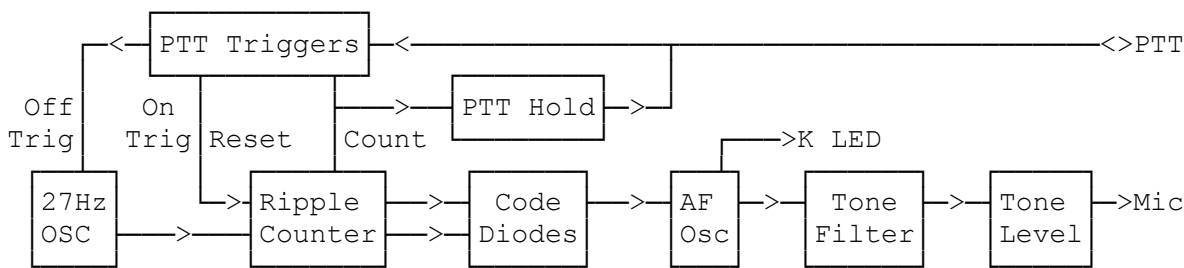 PTT Triggers
<>PTT
Off
Trig
On
Trig
Reset
Count
PTT Hold
K LED
27Hz
OSC
Ripple
Counter
Code
Diodes
AF
Osc
Tone
Filter
Tone
Level
Mic